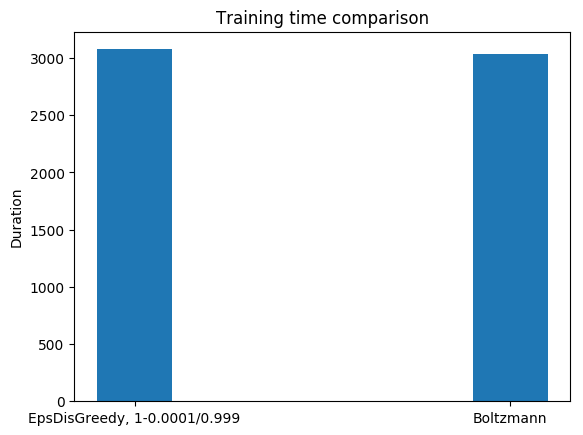 Training time comparison
Duration
3000
2500
2000
1500
1000
500
0
EpsDisGreedy, 1-0.0001/0.999
Boltzmann